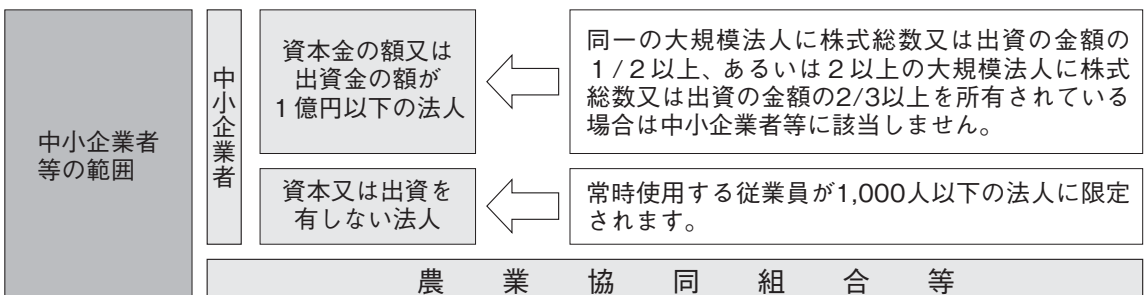 中小企業者
等の範囲
中小企業者
資本金の額又は
出資金の額が
1億円以下の法人
同一の大規模法人に株式総数又は出資の金額の
1/2以上、あるいは2以上の大規模法人に株式
総数又は出資の金額の2/3以上を所有されている
場合は中小企業者等に該当しません。
資本又は出資を
有しない法人
常時使用する従業員が1,000人以下の法人に限定
されます。
農業協同組合等